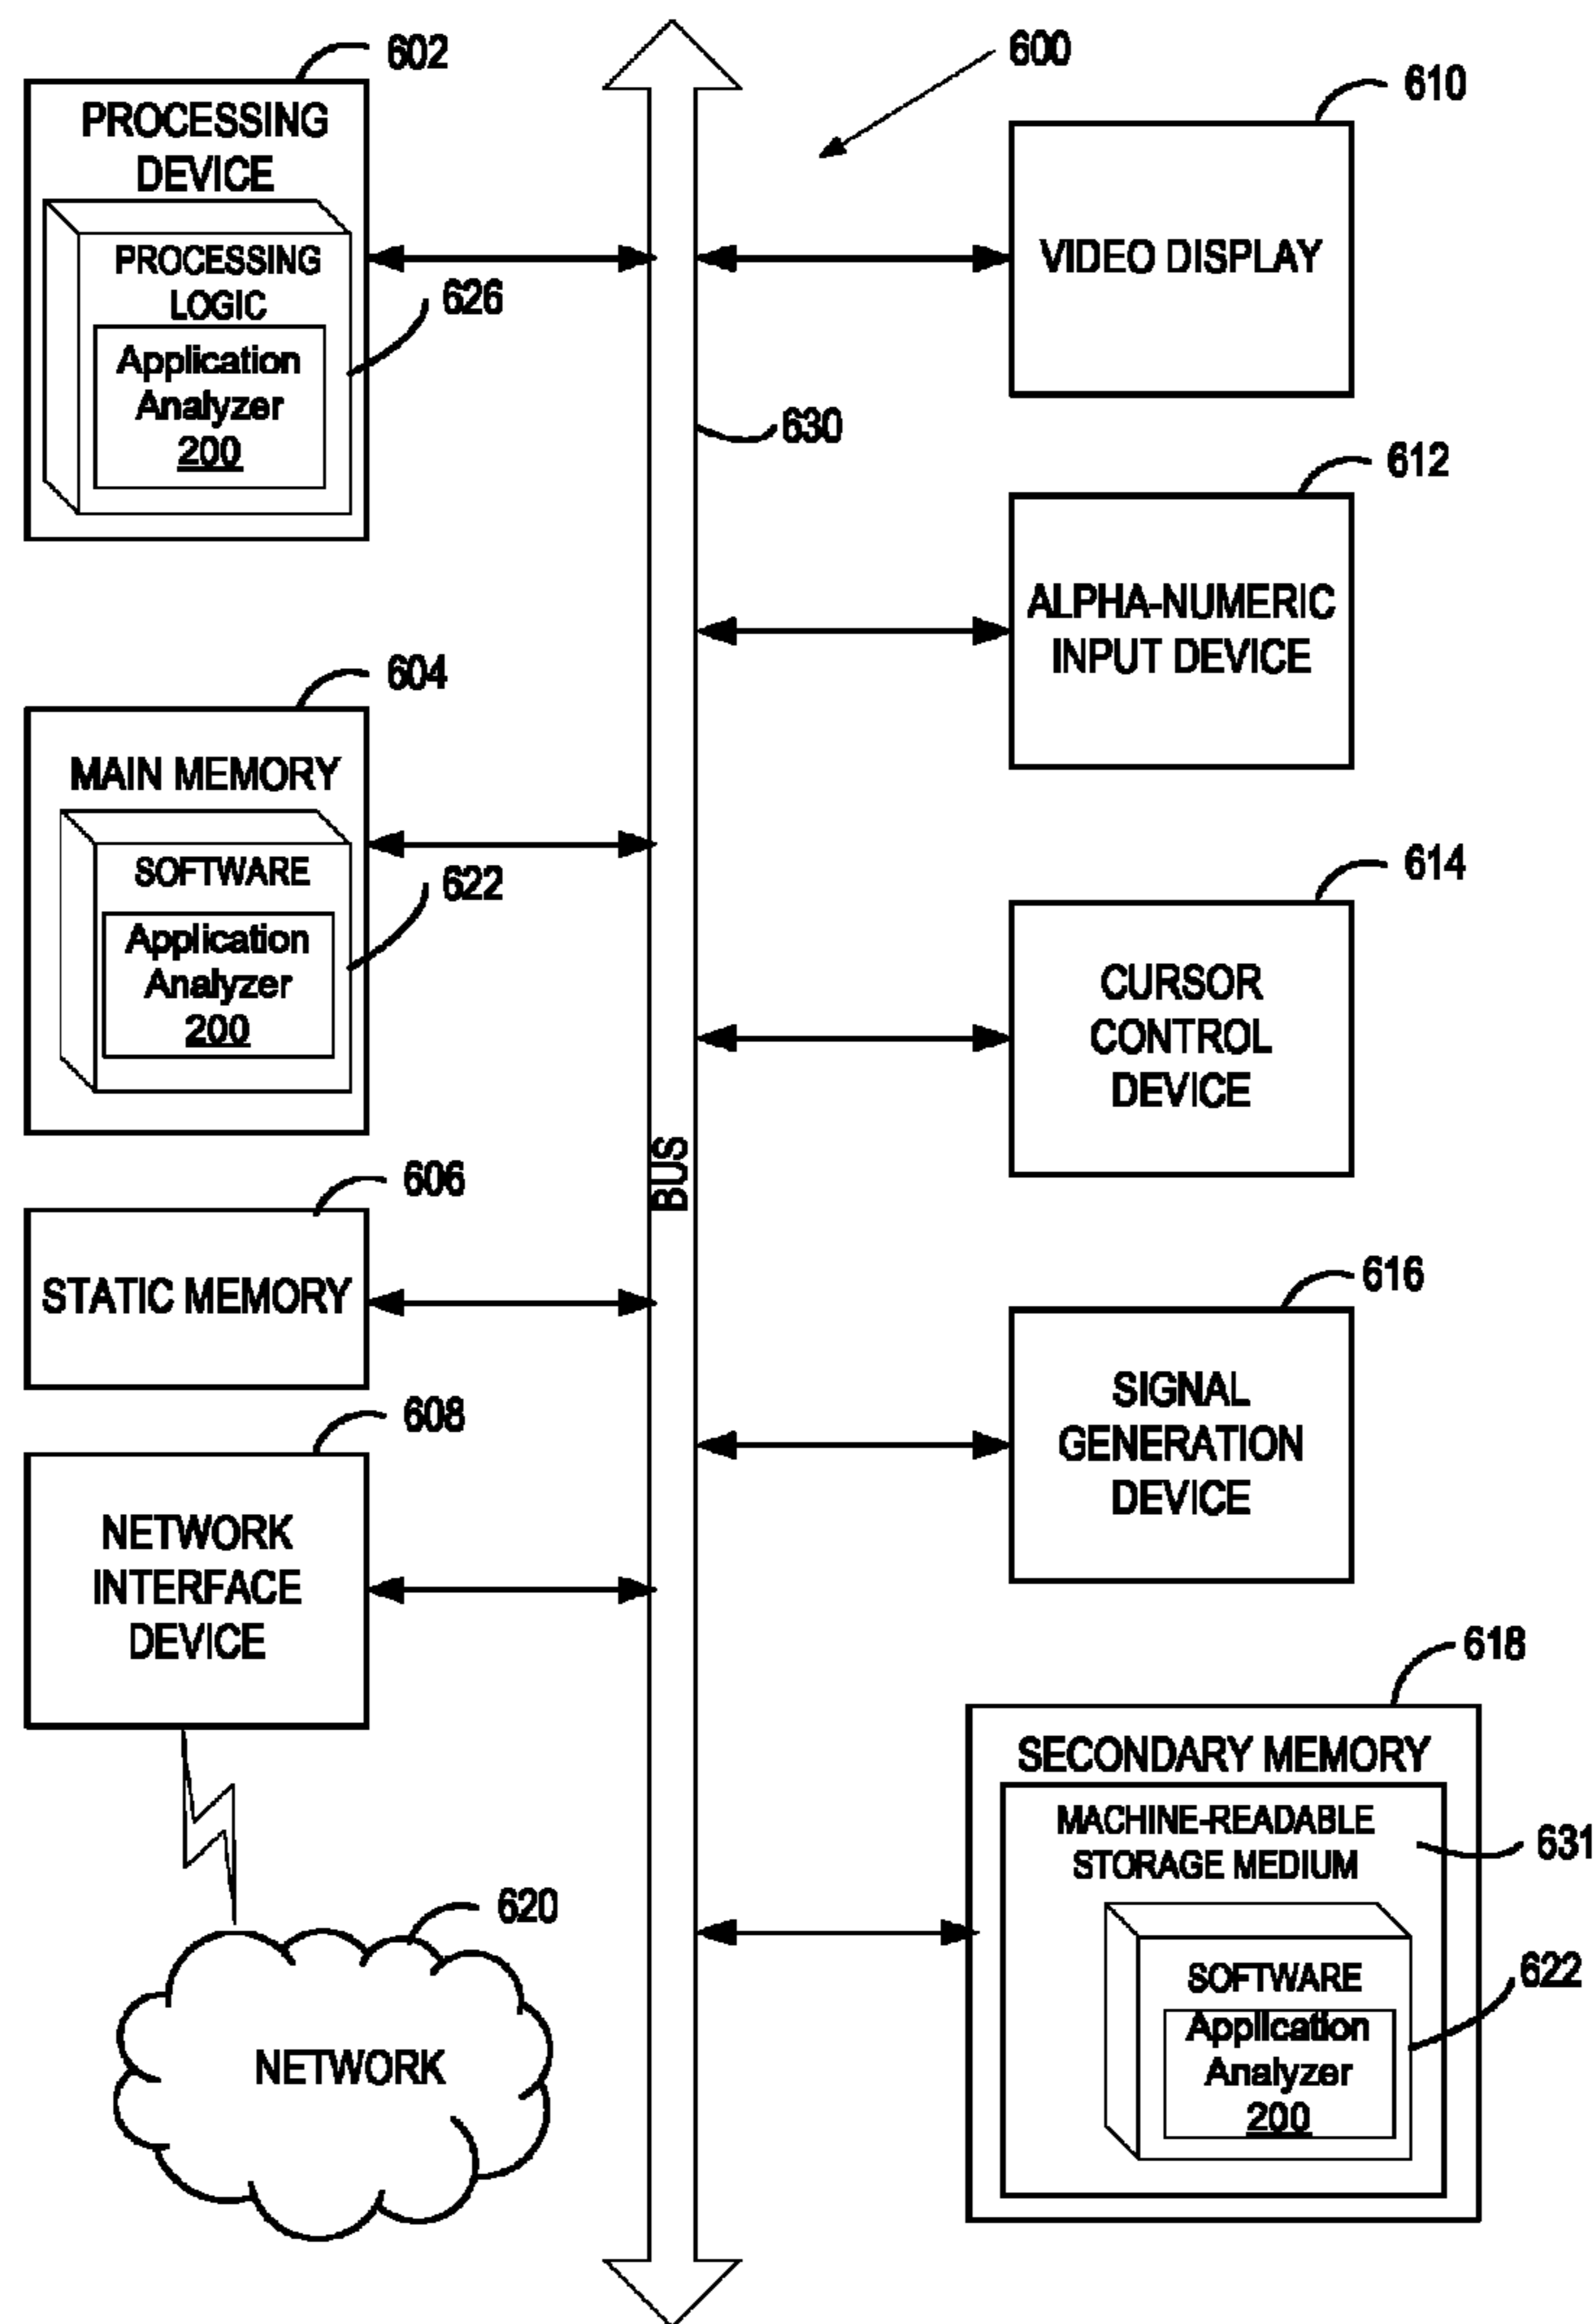 602
PROCESSING
DEVICE
PROCESSING
LOGIC
626
Application
Analyzer
200
604
MAIN MEMORY
SOFTWARE
622
Application
Analyzer
200
606
STATIC MEMORY
608
NETWORK
INTERFACE
DEVICE
620
NETWORK
BUS
630
600
610
VIDEO DISPLAY
612
ALPHA-NUMERIC
INPUT DEVICE
614
CURSOR
CONTROL
DEVICE
616
SIGNAL
GENERATION
DEVICE
618
SECONDARY MEMORY
MACHINE-READABLE
STORAGE MEDIUM
631
SOFTWARE
622
Application
Analyzer
200